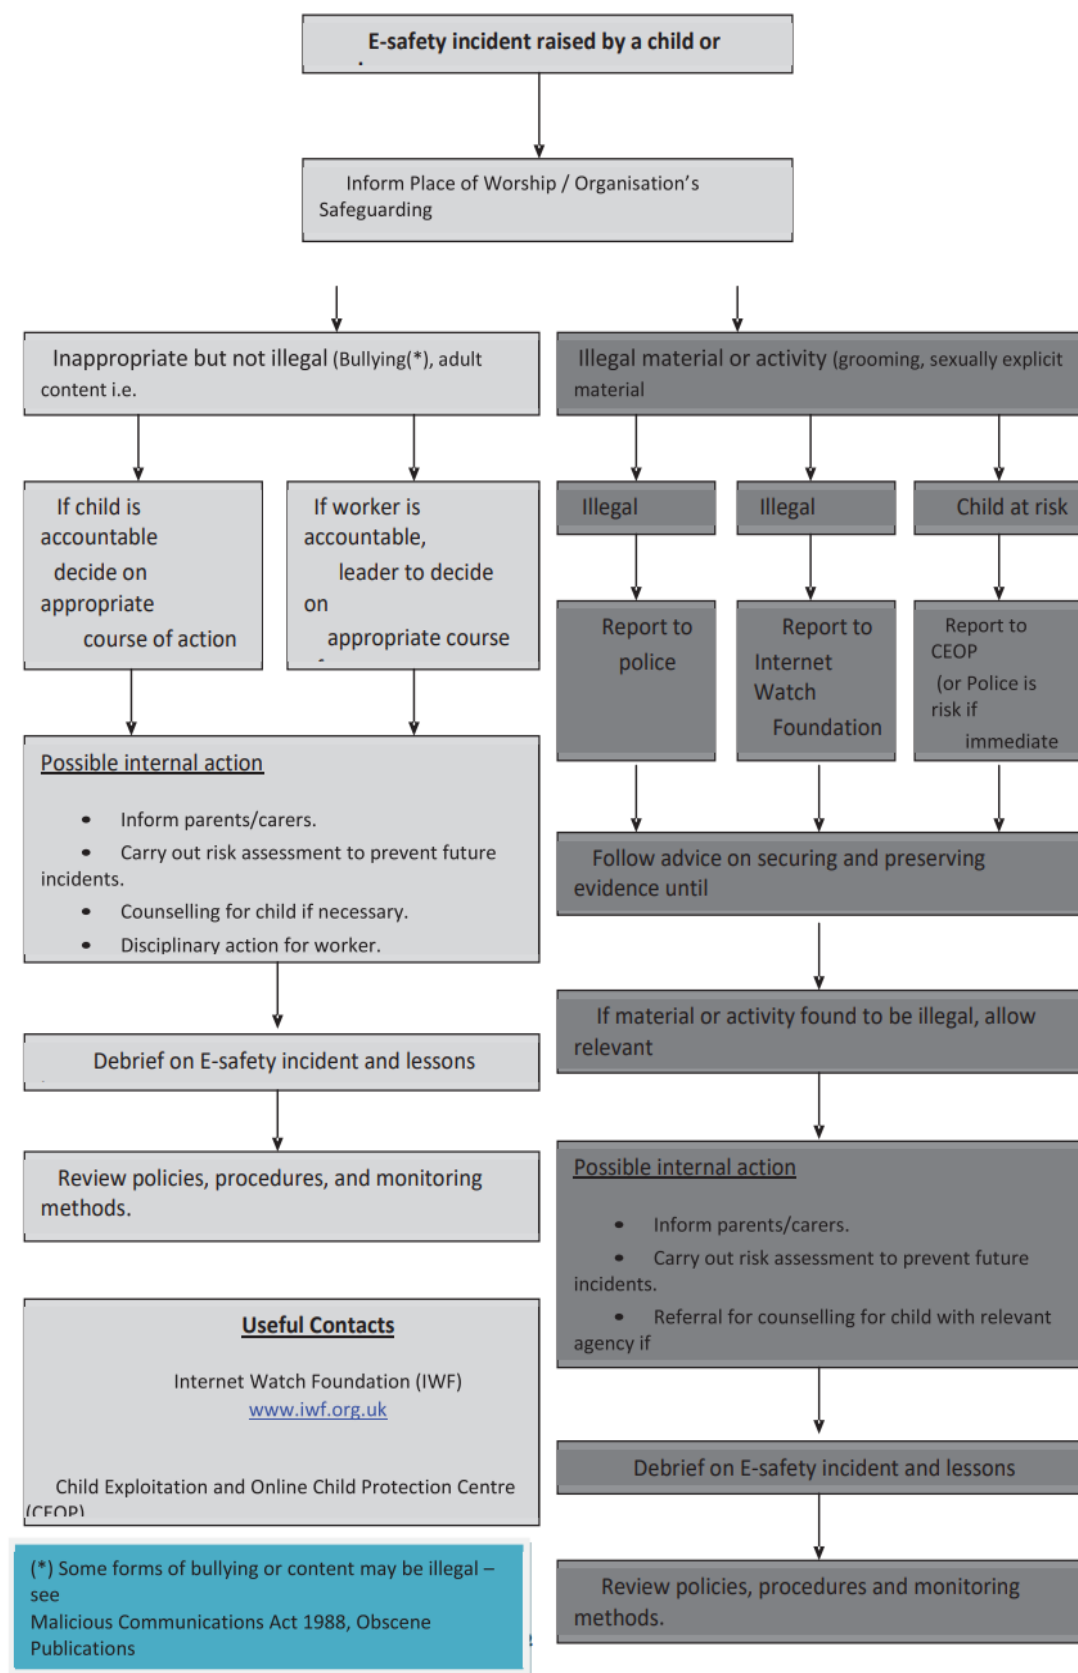 E-safety incident raised by a child or
Inform Place of Worship / Organisation’s
Safeguarding
Inappropriate but not illegal (Bullying(*), adult
content i.e.
If child is
accountable
decide on
appropriate
course of action
If worker is
accountable,
leader to decide
on
appropriate course
Possible internal action
• Inform parents/carers.
• Carry out risk assessment to prevent future
incidents.
• Counselling for child if necessary.
• Disciplinary action for worker.
Debrief on E-safety incident and lessons
Review policies, procedures, and monitoring
methods.
Illegal material or activity (grooming, sexually explicit
material
Illegal
Illegal
Child at risk
Report to
police
Report to
Internet
Watch
Foundation
Report to
CEOP
(or Police is
risk if
immediate
Follow advice on securing and preserving
evidence until
If material or activity found to be illegal, allow
relevant
Possible internal action
• Inform parents/carers.
• Carry out risk assessment to prevent future
incidents.
• Referral for counselling for child with relevant
agency if
Debrief on E-safety incident and lessons
Review policies, procedures and monitoring
methods.
Useful Contacts
Internet Watch Foundation (IWF)
www.iwf.org.uk
Child Exploitation and Online Child Protection Centre
(CEOP)
(*) Some forms of bullying or content may be illegal –
see
Malicious Communications Act 1988, Obscene
Publications